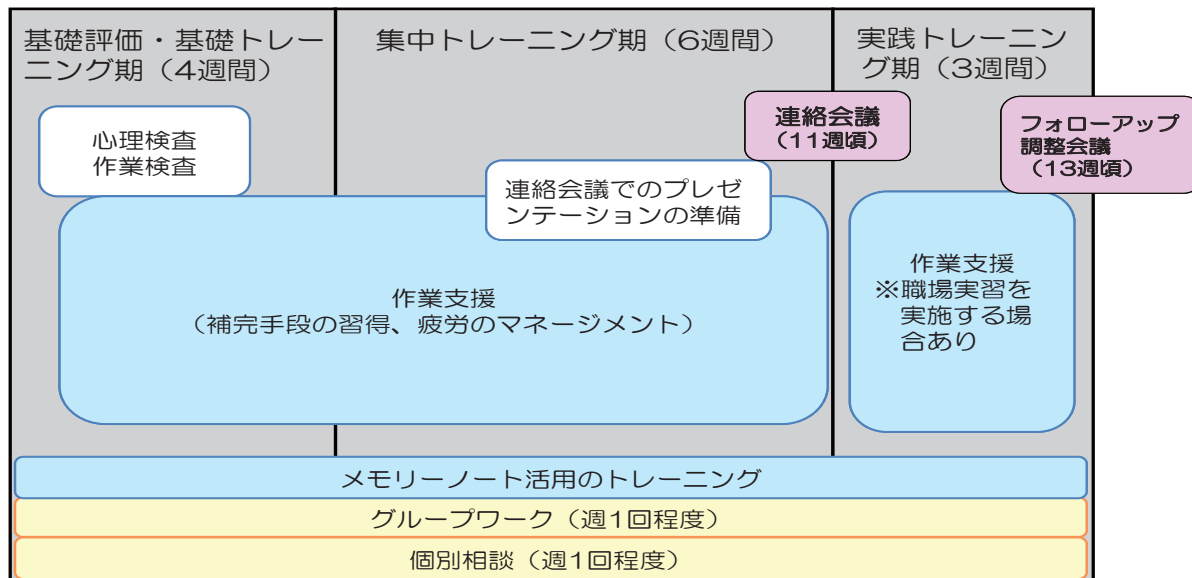 基礎評価・基礎トレー
ニング期（4週間）
集中トレーニング期（6週間）
実践トレーニン
グ期（3週間）
連絡会議
（11週頃）
フォローアップ
調整会議
（13週頃）
心理検査
作業検査
連絡会議でのプレゼ
ンテーションの準備
作業支援
（補完手段の習得、疲労のマネージメント）
作業支援
※職場実習を
実施する場
合あり
メモリーノート活用のトレーニング
グループワーク（週1回程度）
個別相談（週1回程度）